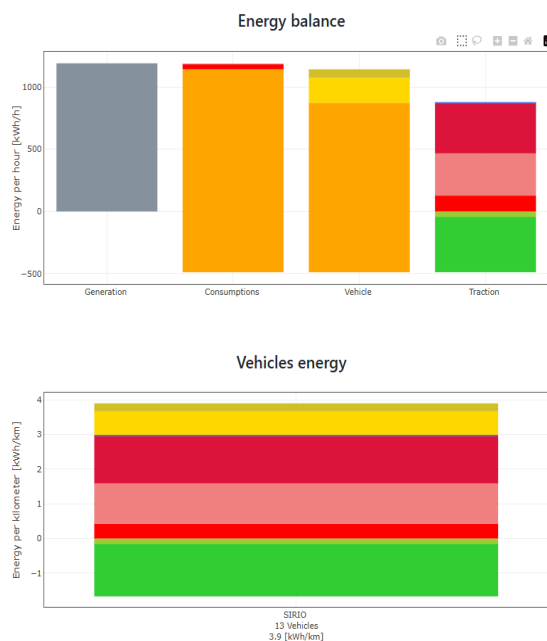 Energy balance
Energy per hour [kWh/h]
1000
500
0
−500
Generation
Consumptions
Vehicle
Traction
Vehicles energy
Energy per kilometer [kWh/km]
4
3
2
1
0
−1
SIRIO
13 Vehicles
3.9 [kWh/km]